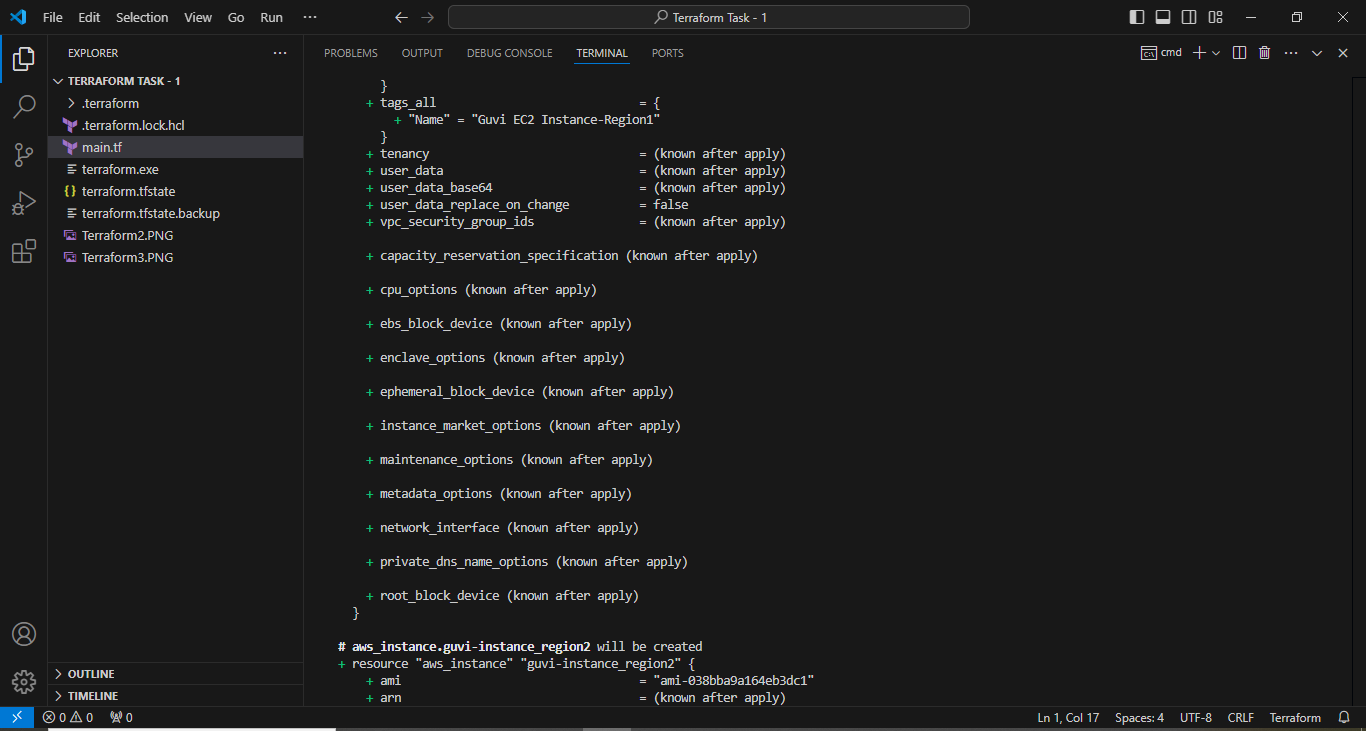 File Edit Selection View Go Run ···
Terraform Task - 1
EXPLORER ···
TERRAFORM TASK - 1
.terraform
.terraform.lock.hcl
main.tf
terraform.exe
{} terraform.tfstate
terraform.tfstate.backup
Terraform2.PNG
Terraform3.PNG
OUTLINE
TIMELINE
PROBLEMS OUTPUT DEBUG CONSOLE TERMINAL PORTS
cmd
}
+ tags_all = {
+ "Name" = "Guvi EC2 Instance-Region1"
}
+ tenancy = (known after apply)
+ user_data = (known after apply)
+ user_data_base64 = (known after apply)
+ user_data_replace_on_change = false
+ vpc_security_group_ids = (known after apply)
+ capacity_reservation_specification (known after apply)
+ cpu_options (known after apply)
+ ebs_block_device (known after apply)
+ enclave_options (known after apply)
+ ephemeral_block_device (known after apply)
+ instance_market_options (known after apply)
+ maintenance_options (known after apply)
+ metadata_options (known after apply)
+ network_interface (known after apply)
+ private_dns_name_options (known after apply)
+ root_block_device (known after apply)
}
# aws_instance.guvi-instance_region2 will be created
+ resource "aws_instance" "guvi-instance_region2" {
+ ami = "ami-038bba9a164eb3dc1"
+ arn = (known after apply)
0 0 0
Ln 1, Col 17 Spaces: 4 UTF-8 CRLF Terraform